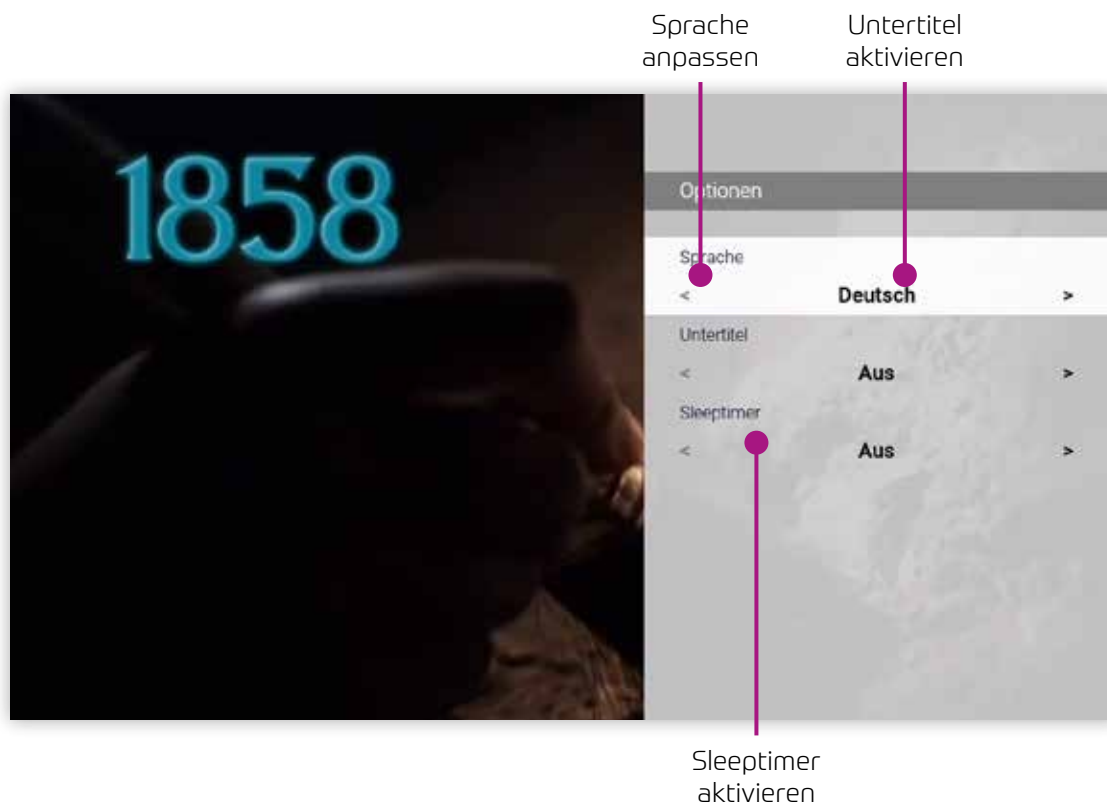 Sprache
anpassen
Untertitel
aktivieren
1858
Optionen
Sprache
< Deutsch >
Untertitel
< Aus >
Sleeptimer
< Aus >
Sleeptimer
aktivieren